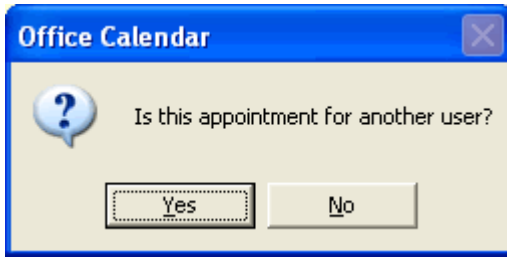 Office Calendar
Is this appointment for another user?
Yes No